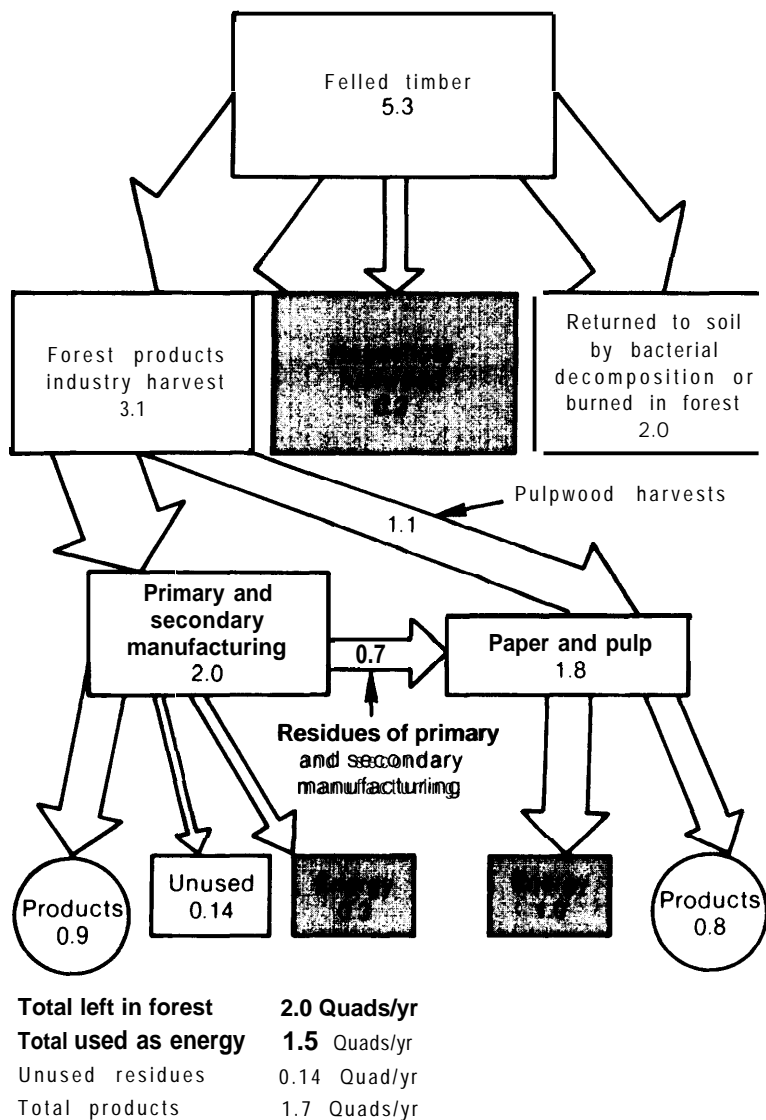 Felled timber
5.3
Forest products
industry harvest
3.1
Returned to soil
by bacterial
decomposition or
burned in forest
2.0
Pulpwood harvests
1.1
Primary and
secondary
manufacturing
2.0
0.7
Paper and pulp
1.8
Residues of primary
and secondary
manufacturing
Products
0.9
Unused
0.14
Energy
Energy
Products
0.8
Total left in forest 2.0 Quads/yr
Total used as energy 1.5 Quads/yr
Unused residues 0.14 Quad/yr
Total products 1.7 Quads/yr